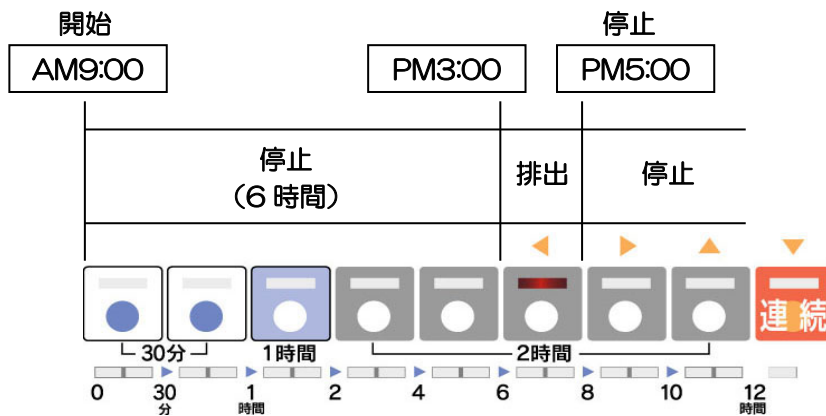 開始
停止
AM9:00
PM3:00
PM5:00
停止
(6時間)
排出
停止
連続
30分
1時間
2時間
0
30
分
1
時間
2
4
6
8
10
12
時間